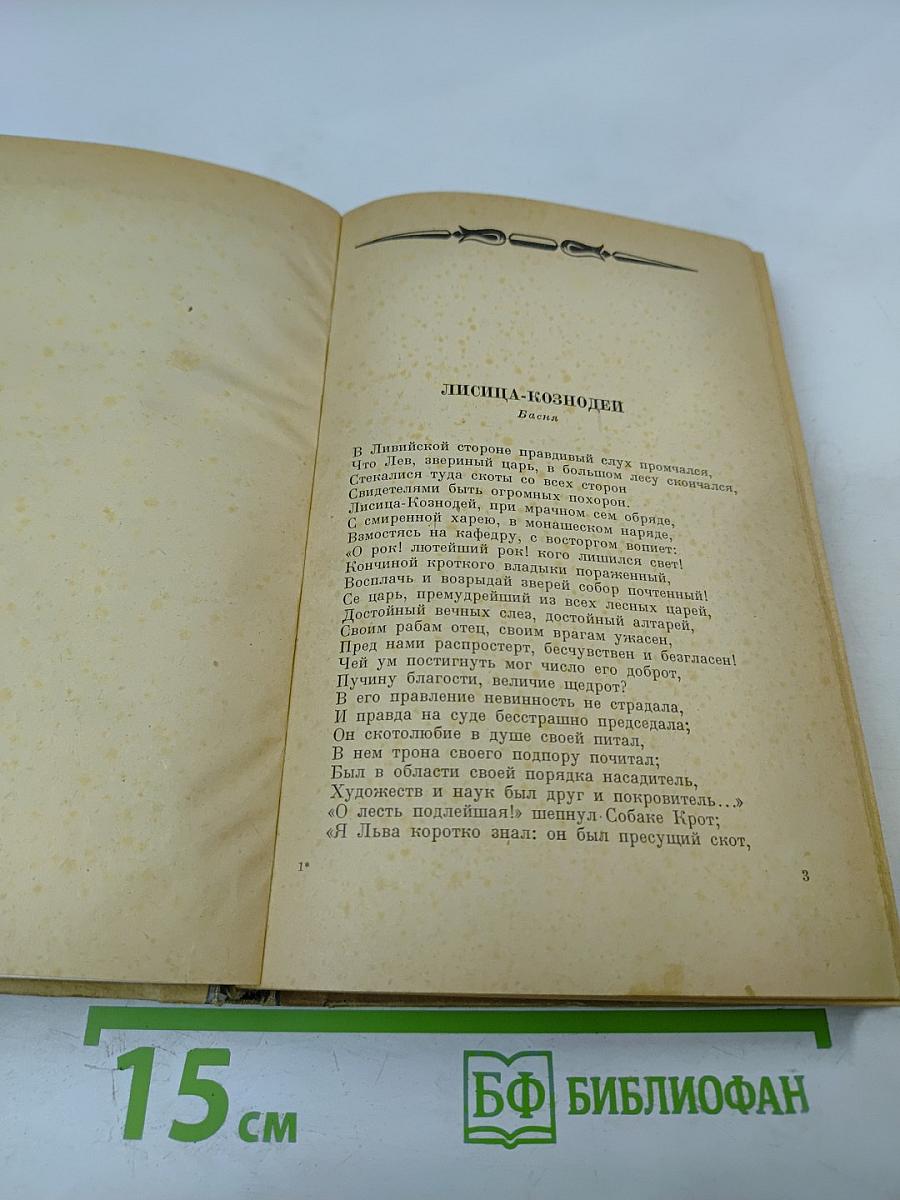 ЛИСИЦА-КОЗНОДЕЙ
Басня
В Ливийской стороне правдивый слух промчался,
Что Лев, звериный царь, в большом лесу скончался,
Стекалися туда скоты со всех сторон
Свидетелями быть огромных похорон.
Лисица-Кознодей, при мрачном сем обряде,
С смиренной харею, в монашеском наряде,
Взмостясь на кафедру, с восторгом вопиет:
«О рок! лютейший рок! кого лишился свет!
Кончиной кроткого владыки пораженный,
Восплачь и возрыдай зверей собор почтенный!
Се царь, премудрейший из всех лесных царей,
Достойный вечных слез, достойный алтарей,
Своим рабам отец, своим врагам ужасен,
Пред нами распростерт, бесчувствен и безгласен!
Чей ум постигнуть мог число его доброт,
Пучину благости, величие щедрот?
В его правление невинность не страдала,
И правда на суде бесстрашно председала;
Он скотолюбие в душе своей питал,
В нем трона своего подпору почитал;
Был в области своей порядка насадитель,
Художеств и наук был друг и покровитель...»
«О лесть подлейшая!» шепнул Собаке Крот;
«Я Льва коротко знал: он был пресущий скот,
1*
3
15 см
БФ БИБЛИОФАН